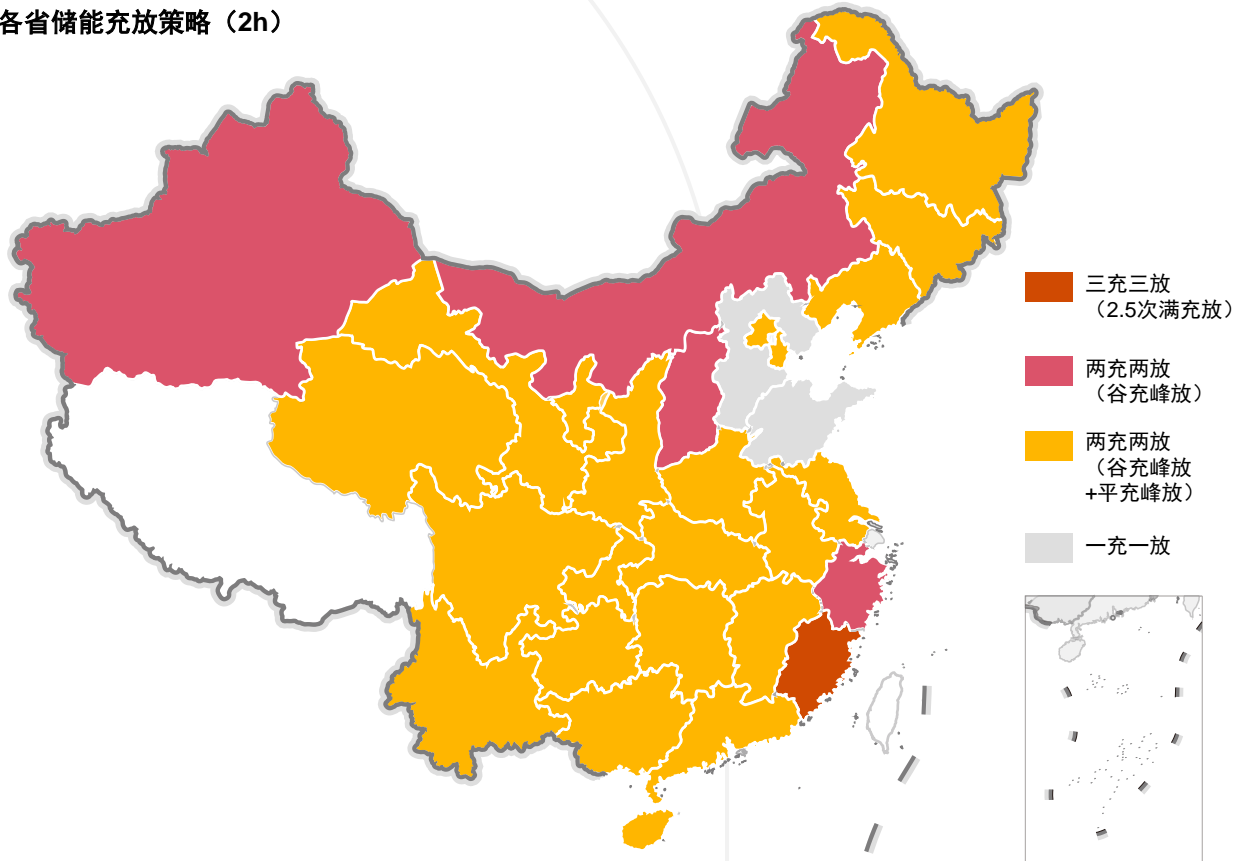 各省储能充放策略（2h）
三充三放
（2.5次满充放）
两充两放
（谷充峰放）
两充两放
（谷充峰放
+平充峰放）
一充一放